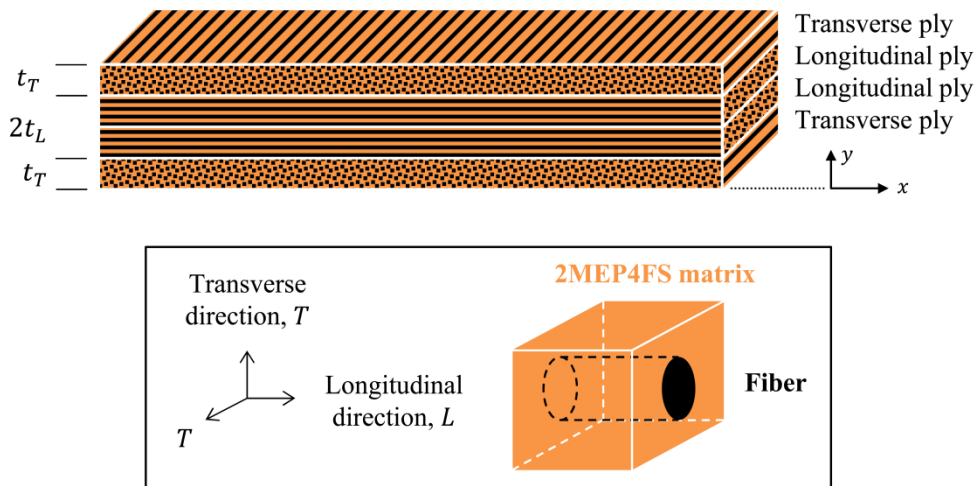 Transverse ply
Longitudinal ply
Longitudinal ply
Transverse ply
t_T
2t_L
t_T
y
x
Transverse
direction, T
Longitudinal
direction, L
T
2MEP4FS matrix
Fiber